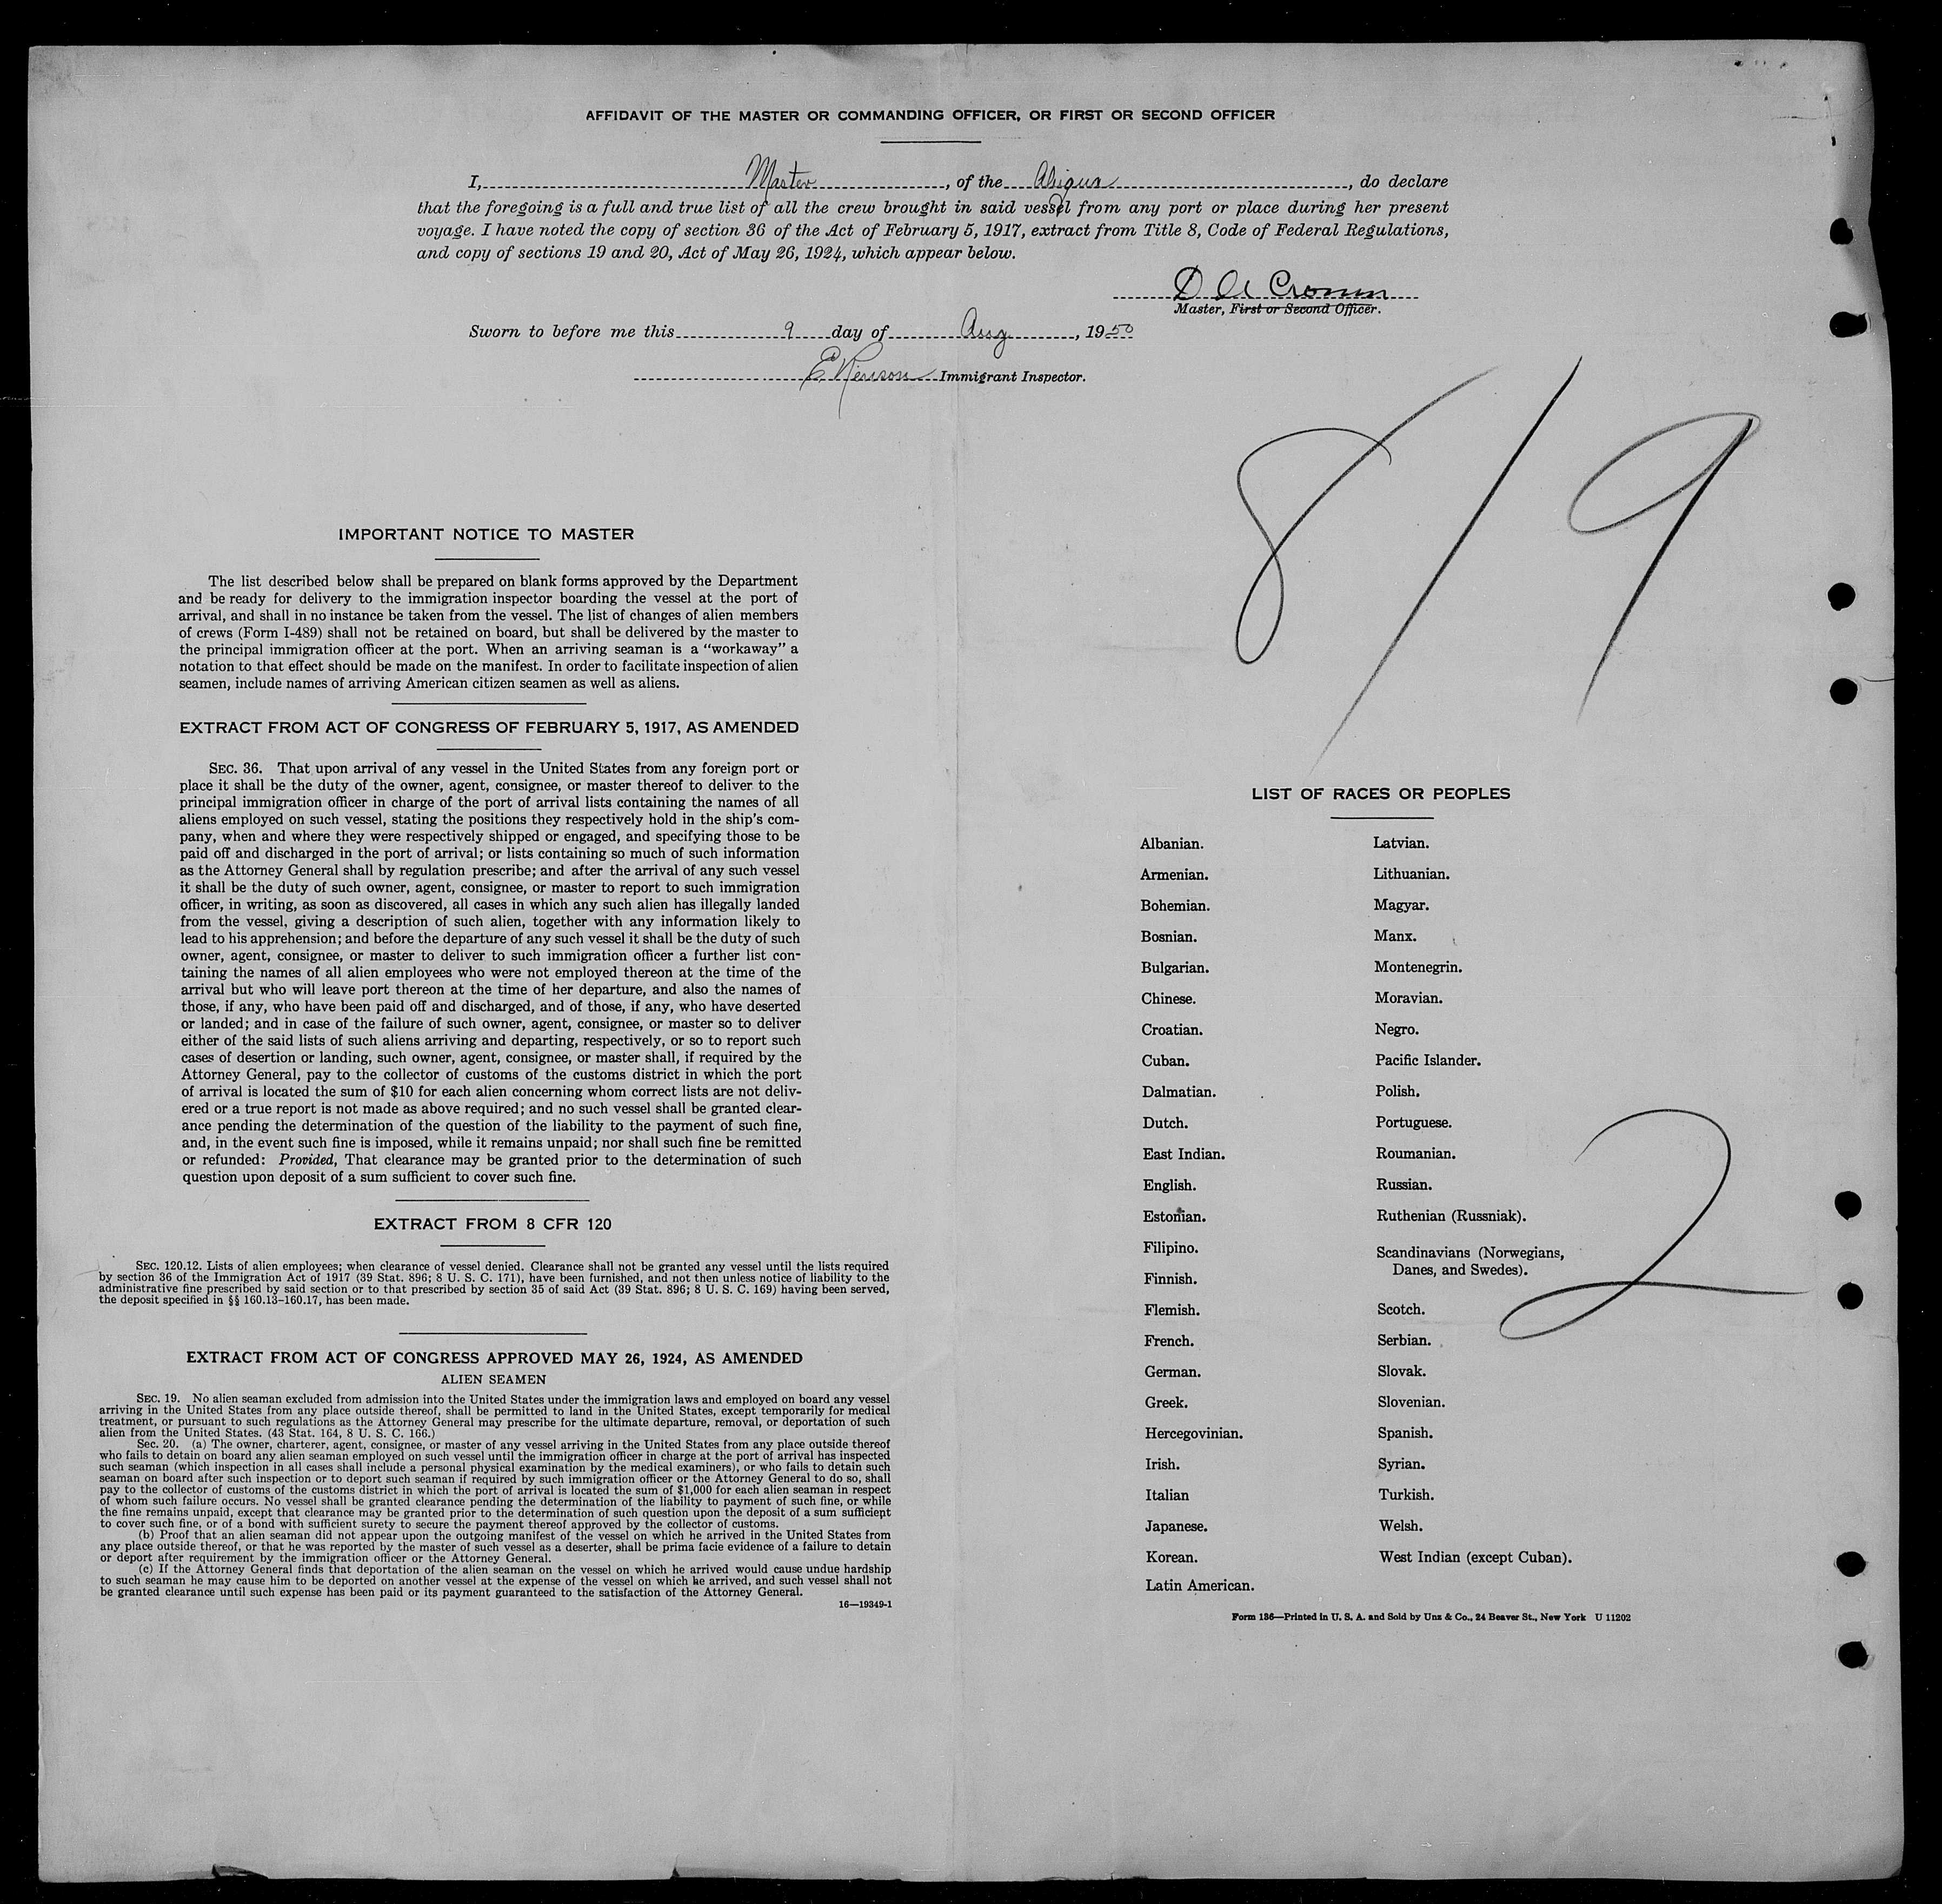 AFFIDAVIT OF THE MASTER OR COMMANDING OFFICER, OR FIRST OR SECOND OFFICER
I, Master, of the Abiqua, do declare
that the foregoing is a full and true list of all the crew brought in said vessel from any port or place during her present
voyage. I have noted the copy of section 36 of the Act of February 5, 1917, extract from Title 8, Code of Federal Regulations,
and copy of sections 19 and 20, Act of May 26, 1924, which appear below.
Master, First or Second Officer.
Sworn to before me this 9 day of Aug, 1950
Immigrant Inspector.
8/9
IMPORTANT NOTICE TO MASTER
The list described below shall be prepared on blank forms approved by the Department
and be ready for delivery to the immigration inspector boarding the vessel at the port of
arrival, and shall in no instance be taken from the vessel. The list of changes of alien members
of crews (Form I-489) shall not be retained on board, but shall be delivered by the master to
the principal immigration officer at the port. When an arriving seaman is a "workaway" a
notation to that effect should be made on the manifest. In order to facilitate inspection of alien
seamen, include names of arriving American citizen seamen as well as aliens.
EXTRACT FROM ACT OF CONGRESS OF FEBRUARY 5, 1917, AS AMENDED
SEC. 36. That upon arrival of any vessel in the United States from any foreign port or
place it shall be the duty of the owner, agent, consignee, or master thereof to deliver to the
principal immigration officer in charge of the port of arrival lists containing the names of all
aliens employed on such vessel, stating the positions they respectively hold in the ship's com-
pany, when and where they were respectively shipped or engaged, and specifying those to be
paid off and discharged in the port of arrival; or lists containing so much of such information
as the Attorney General shall by regulation prescribe; and after the arrival of any such vessel
it shall be the duty of such owner, agent, consignee, or master to report to such immigration
officer, in writing, as soon as discovered, all cases in which any such alien has illegally landed
from the vessel, giving a description of such alien, together with any information likely to
lead to his apprehension; and before the departure of any such vessel it shall be the duty of such
owner, agent, consignee, or master to deliver to such immigration officer a further list con-
taining the names of all alien employees who were not employed thereon at the time of the
arrival but who will leave port thereon at the time of her departure, and also the names of
those, if any, who have been paid off and discharged, and of those, if any, who have deserted
or landed; and in case of the failure of such owner, agent, consignee, or master so to deliver
either of the said lists of such aliens arriving and departing, respectively, or so to report such
cases of desertion or landing, such owner, agent, consignee, or master shall, if required by the
Attorney General, pay to the collector of customs of the customs district in which the port
of arrival is located the sum of $10 for each alien concerning whom correct lists are not deliv-
ered or a true report is not made as above required; and no such vessel shall be granted clear-
ance pending the determination of the question of the liability to the payment of such fine,
and, in the event such fine is imposed, while it remains unpaid; nor shall such fine be remitted
or refunded: Provided, That clearance may be granted prior to the determination of such
question upon deposit of a sum sufficient to cover such fine.
EXTRACT FROM 8 CFR 120
SEC. 120.12. Lists of alien employees; when clearance of vessel denied. Clearance shall not be granted any vessel until the lists required
by section 36 of the Immigration Act of 1917 (39 Stat. 896; 8 U. S. C. 171), have been furnished, and not then unless notice of liability to the
administrative fine prescribed by said section or to that prescribed by section 35 of said Act (39 Stat. 896; 8 U. S. C. 169) having been served,
the deposit specified in §§ 160.13–160.17, has been made.
EXTRACT FROM ACT OF CONGRESS APPROVED MAY 26, 1924, AS AMENDED
ALIEN SEAMEN
SEC. 19. No alien seaman excluded from admission into the United States under the immigration laws and employed on board any vessel
arriving in the United States from any place outside thereof, shall be permitted to land in the United States, except temporarily for medical
treatment, or pursuant to such regulations as the Attorney General may prescribe for the ultimate departure, removal, or deportation of such
alien from the United States. (43 Stat. 164, 8 U. S. C. 166.)
Sec. 20. (a) The owner, charterer, agent, consignee, or master of any vessel arriving in the United States from any place outside thereof
who fails to detain on board any alien seaman employed on such vessel until the immigration officer in charge at the port of arrival has inspected
such seaman (which inspection in all cases shall include a personal physical examination by the medical examiners), or who fails to detain such
seaman on board after such inspection or to deport such seaman if required by such immigration officer or the Attorney General to do so, shall
pay to the collector of customs of the customs district in which the port of arrival is located the sum of $1,000 for each alien seaman in respect
of whom such failure occurs. No vessel shall be granted clearance pending the determination of the liability to payment of such fine, or while
the fine remains unpaid, except that clearance may be granted prior to the determination of such question upon the deposit of a sum sufficient
to cover such fine, or of a bond with sufficient surety to secure the payment thereof approved by the collector of customs.
(b) Proof that an alien seaman did not appear upon the outgoing manifest of the vessel on which he arrived in the United States from
any place outside thereof, or that he was reported by the master of such vessel as a deserter, shall be prima facie evidence of a failure to detain
or deport after requirement by the immigration officer or the Attorney General.
(c) If the Attorney General finds that deportation of the alien seaman on the vessel on which he arrived would cause undue hardship
to such seaman he may cause him to be deported on another vessel at the expense of the vessel on which he arrived, and such vessel shall not
be granted clearance until such expense has been paid or its payment guaranteed to the satisfaction of the Attorney General.
16—19349-1
LIST OF RACES OR PEOPLES
Albanian.
Armenian.
Bohemian.
Bosnian.
Bulgarian.
Chinese.
Croatian.
Cuban.
Dalmatian.
Dutch.
East Indian.
English.
Estonian.
Filipino.
Finnish.
Flemish.
French.
German.
Greek.
Hercegovinian.
Irish.
Italian
Japanese.
Korean.
Latin American.
Latvian.
Lithuanian.
Magyar.
Manx.
Montenegrin.
Moravian.
Negro.
Pacific Islander.
Polish.
Portuguese.
Roumanian.
Russian.
Ruthenian (Russniak).
Scandinavians (Norwegians,
Danes, and Swedes).
Scotch.
Serbian.
Slovak.
Slovenian.
Spanish.
Syrian.
Turkish.
Welsh.
West Indian (except Cuban).
2
Form 136—Printed in U. S. A. and Sold by Unz & Co., 24 Beaver St., New York U 11202